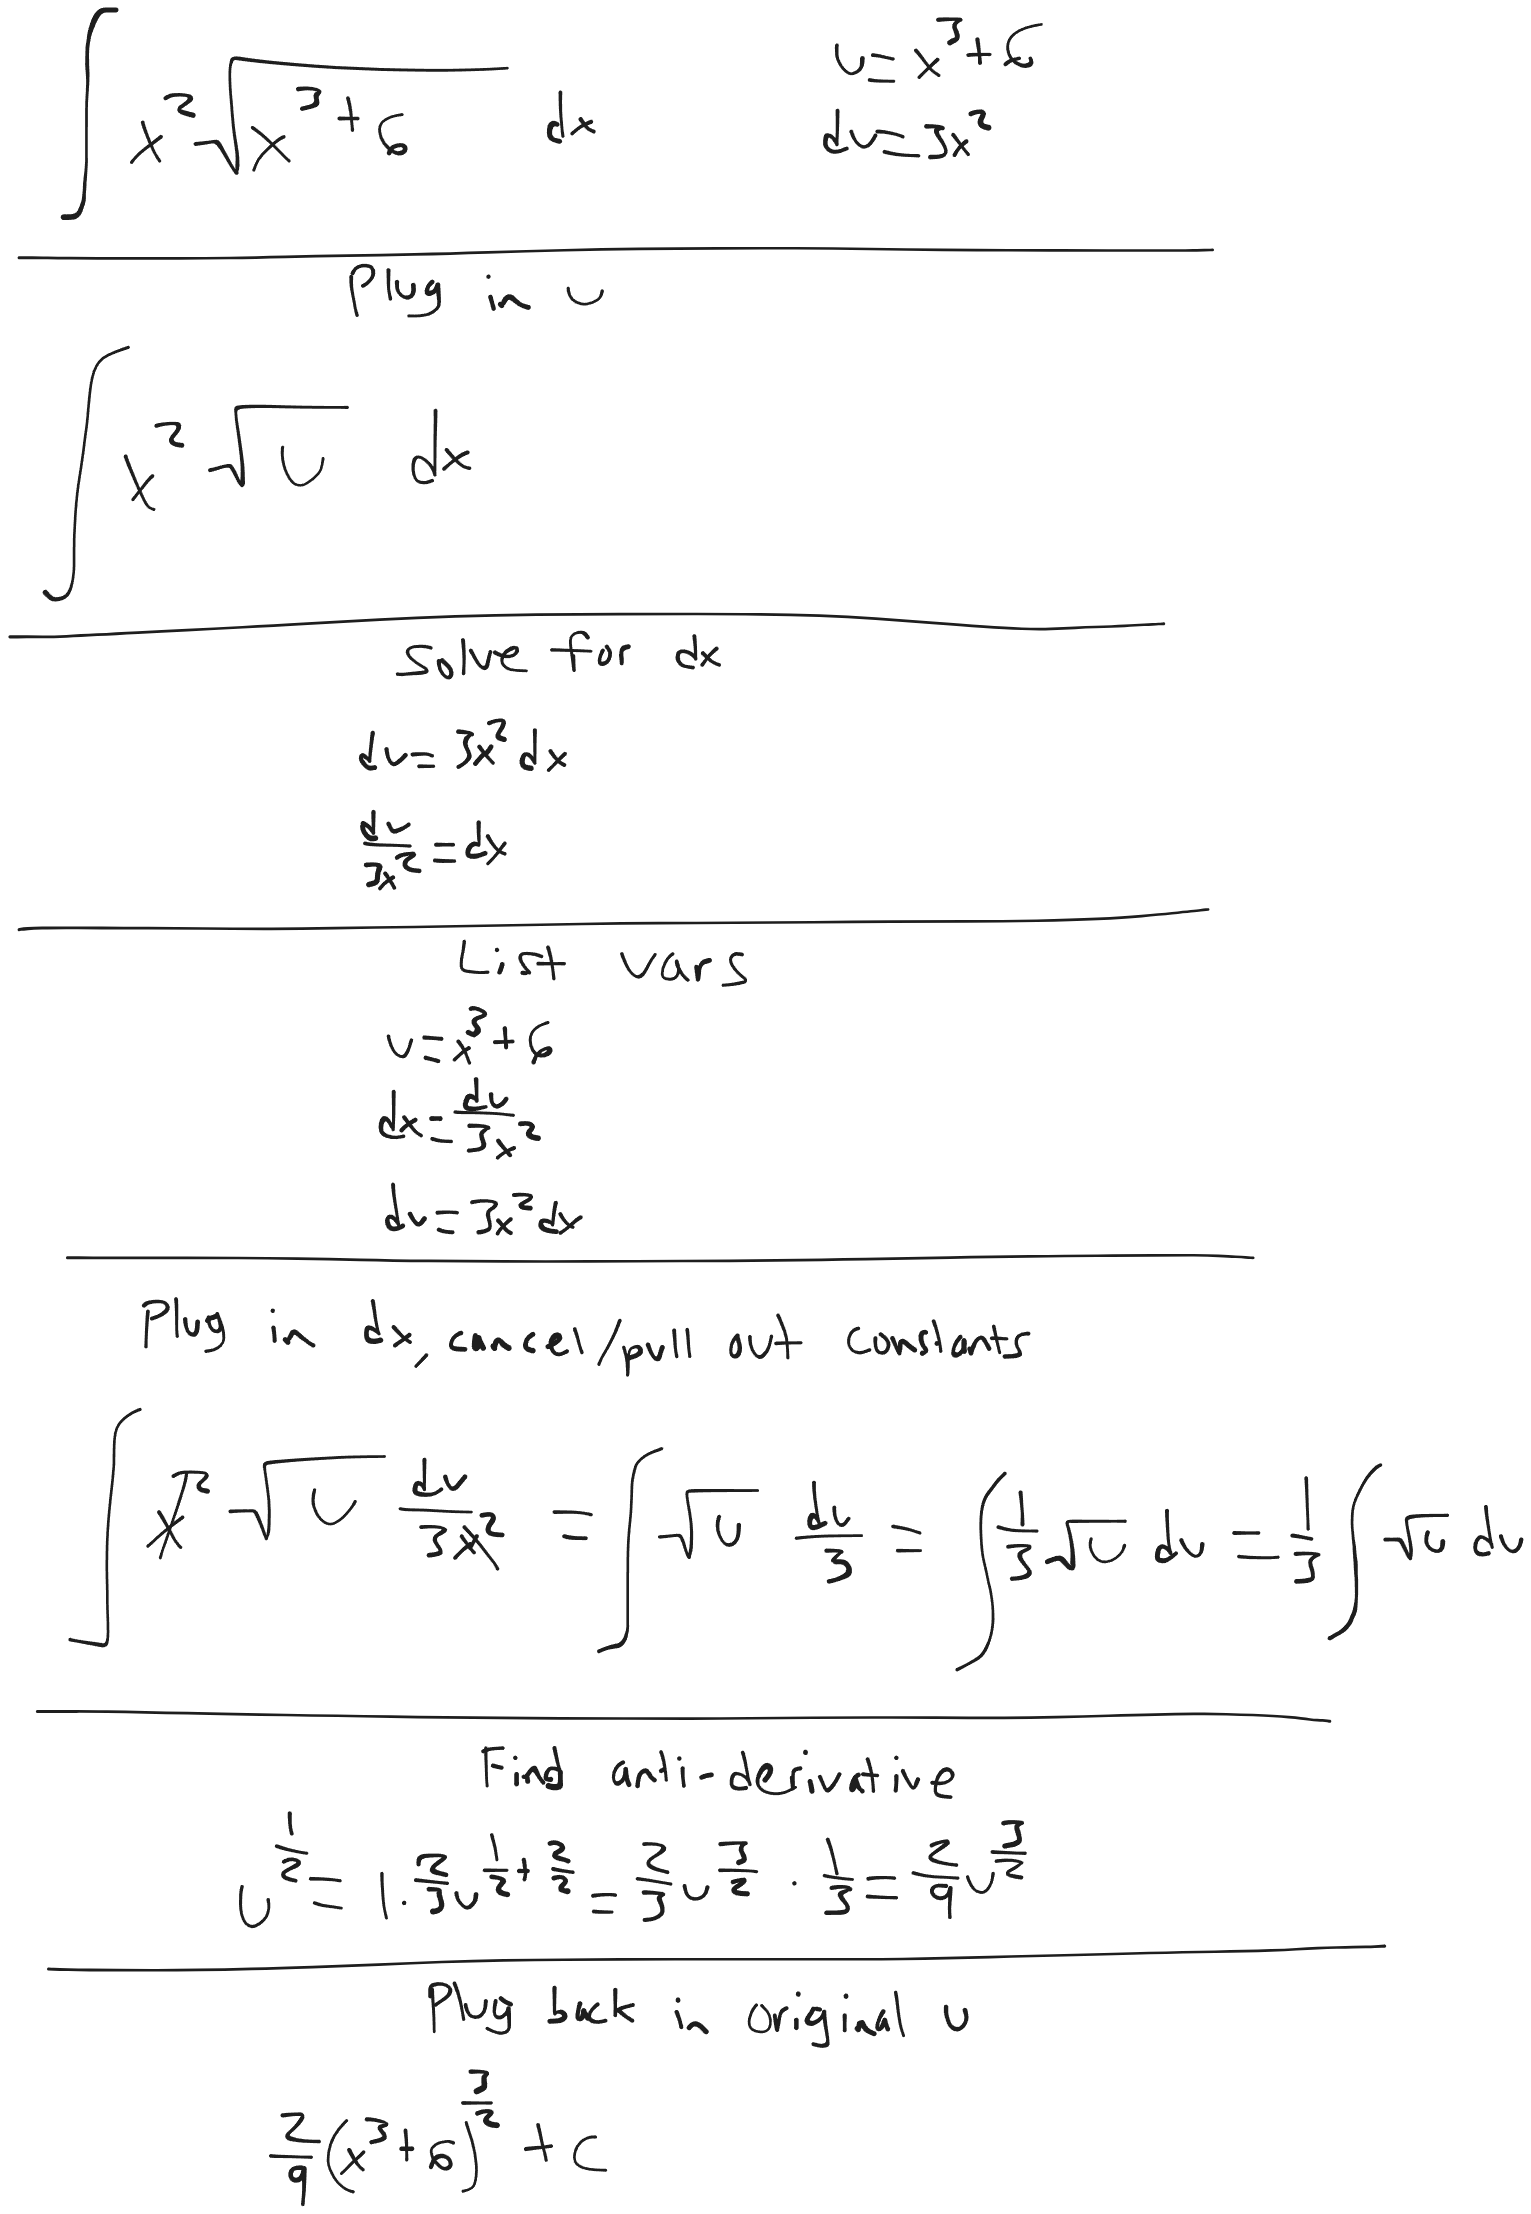 ∫ x²√(x³+6) dx
u = x³+6
du = 3x²
Plug in u
∫ x² √u dx
Solve for dx
du = 3x² dx
du/3x² = dx
List vars
u = x³+6
dx = du/3x²
du = 3x² dx
Plug in dx, cancel/pull out constants
∫ x² √u du/3x² = ∫ √u du/3 = ∫ 1/3 √u du = 1/3 ∫ √u du
Find anti-derivative
u^(1/2) = 1 · 2/3 u^(1/2 + 2/2) = 2/3 u^(3/2) · 1/3 = 2/9 u^(3/2)
Plug back in original u
2/9 (x³+6)^(3/2) + C